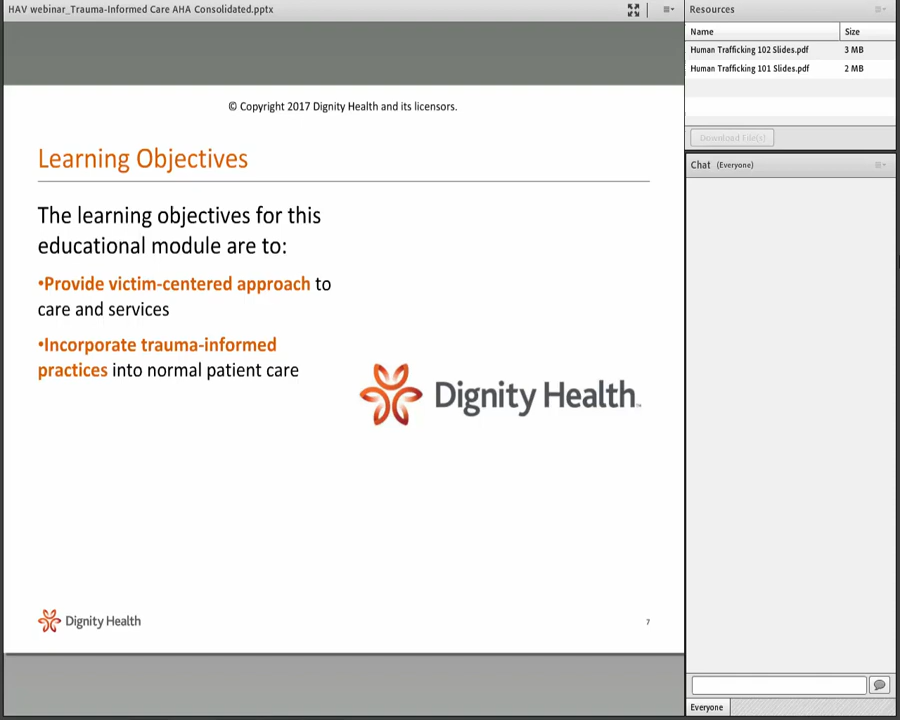 HAV webinar_Trauma-Informed Care AHA Consolidated.pptx
© Copyright 2017 Dignity Health and its licensors.
Learning Objectives
The learning objectives for this
educational module are to:
•Provide victim-centered approach to
care and services
•Incorporate trauma-informed
practices into normal patient care
Dignity Health™
Dignity Health
7
Resources
Name Size
Human Trafficking 102 Slides.pdf 3 MB
Human Trafficking 101 Slides.pdf 2 MB
Download File(s)
Chat (Everyone)
Everyone